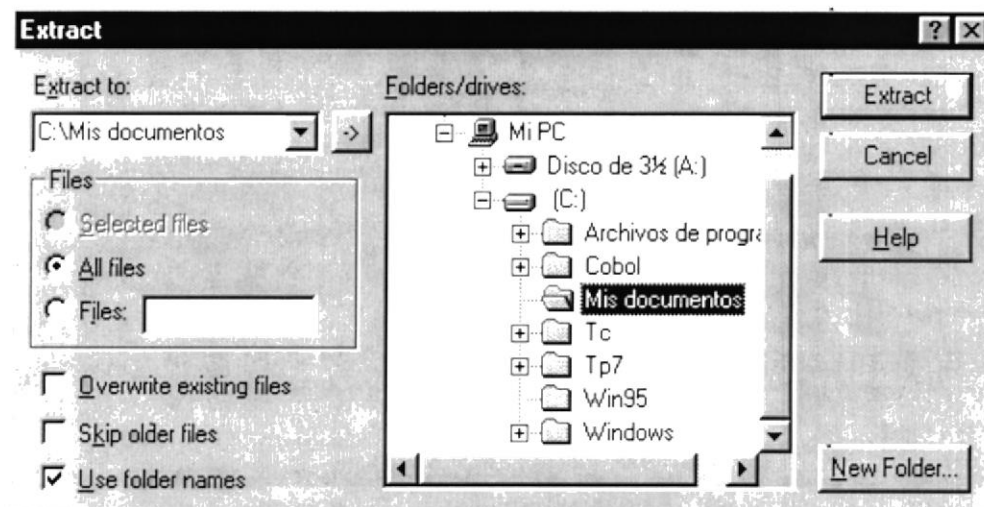 Extract
Extract to:
C:\Mis documentos
->
Files
Selected files
All files
Files:
Overwrite existing files
Skip older files
Use folder names
Folders/drives:
Mi PC
Disco de 3½ (A:)
(C:)
Archivos de progra
Cobol
Mis documentos
Tc
Tp7
Win95
Windows
Extract
Cancel
Help
New Folder...